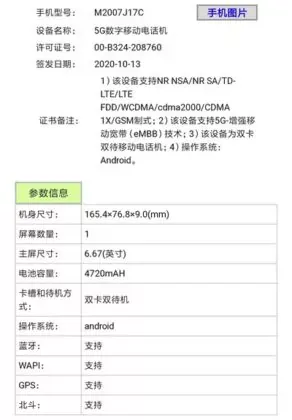 手机型号： M2007J17C 手机图片
设备名称： 5G数字移动电话机
许可证号： 00-B324-208760
签发日期： 2020-10-13
1）该设备支持NR NSA/NR SA/TD-
LTE/LTE
FDD/WCDMA/cdma2000/CDMA
证书备注： 1X/GSM制式；2）该设备支持5G-增强移
动宽带（eMBB）技术；3）该设备为双卡
双待移动电话机；4）操作系统：
Android。
参数信息
机身尺寸： 165.4×76.8×9.0(mm)
屏幕数量： 1
主屏尺寸： 6.67(英寸)
电池容量： 4720mAH
卡槽和待机方
式： 双卡双待机
操作系统： android
蓝牙： 支持
WAPI： 支持
GPS： 支持
北斗： 支持